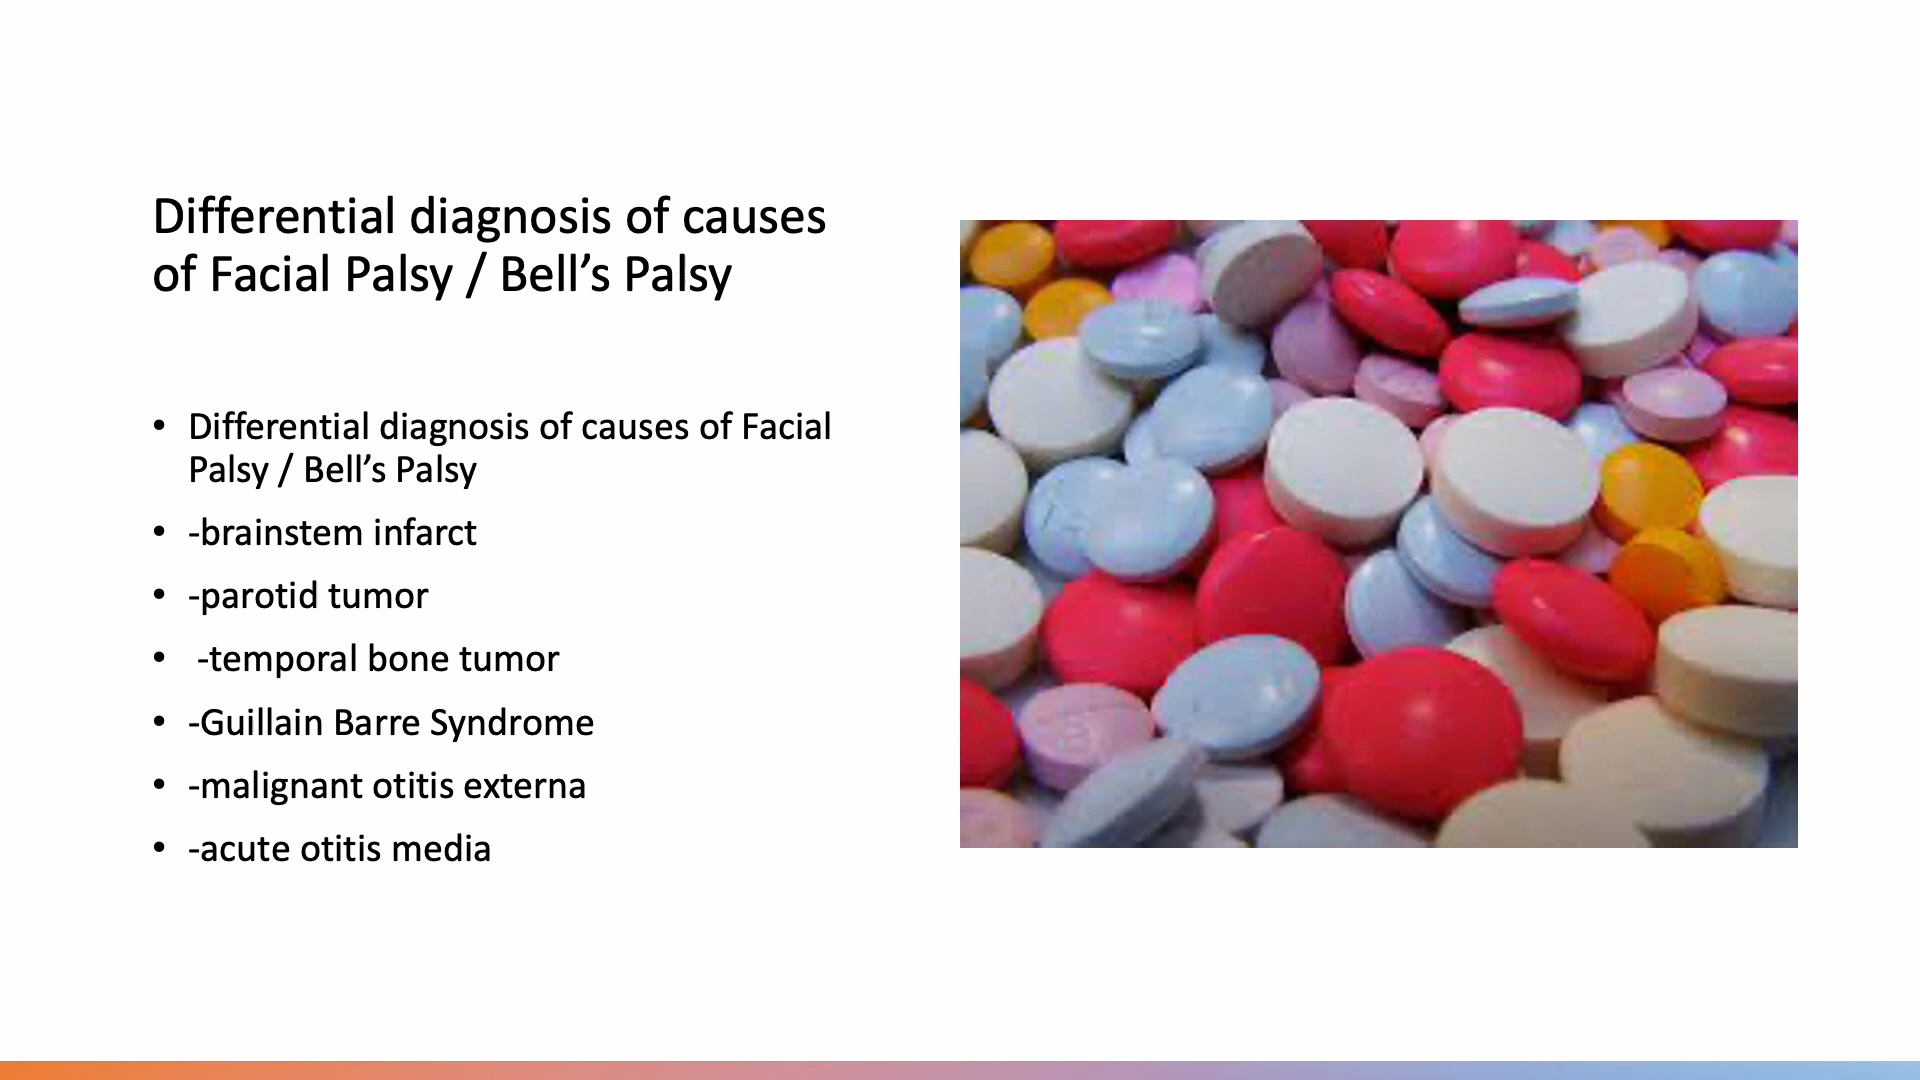 Differential diagnosis of causes
of Facial Palsy / Bell’s Palsy
• Differential diagnosis of causes of Facial
Palsy / Bell’s Palsy
• -brainstem infarct
• -parotid tumor
• -temporal bone tumor
• -Guillain Barre Syndrome
• -malignant otitis externa
• -acute otitis media